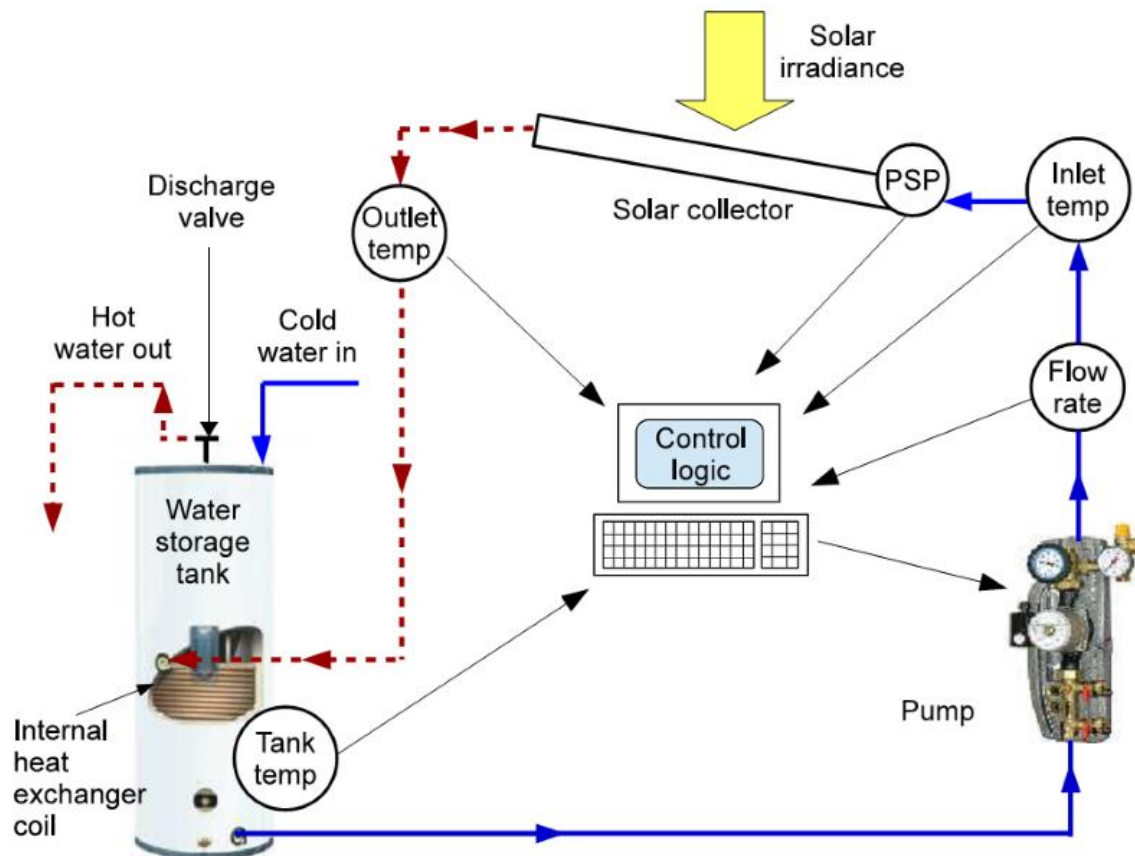 Solar
irradiance
Discharge
valve
Outlet
temp
Solar collector
PSP
Inlet
temp
Hot
water out
Cold
water in
Flow
rate
Control
logic
Water
storage
tank
Pump
Internal
heat
exchanger
coil
Tank
temp